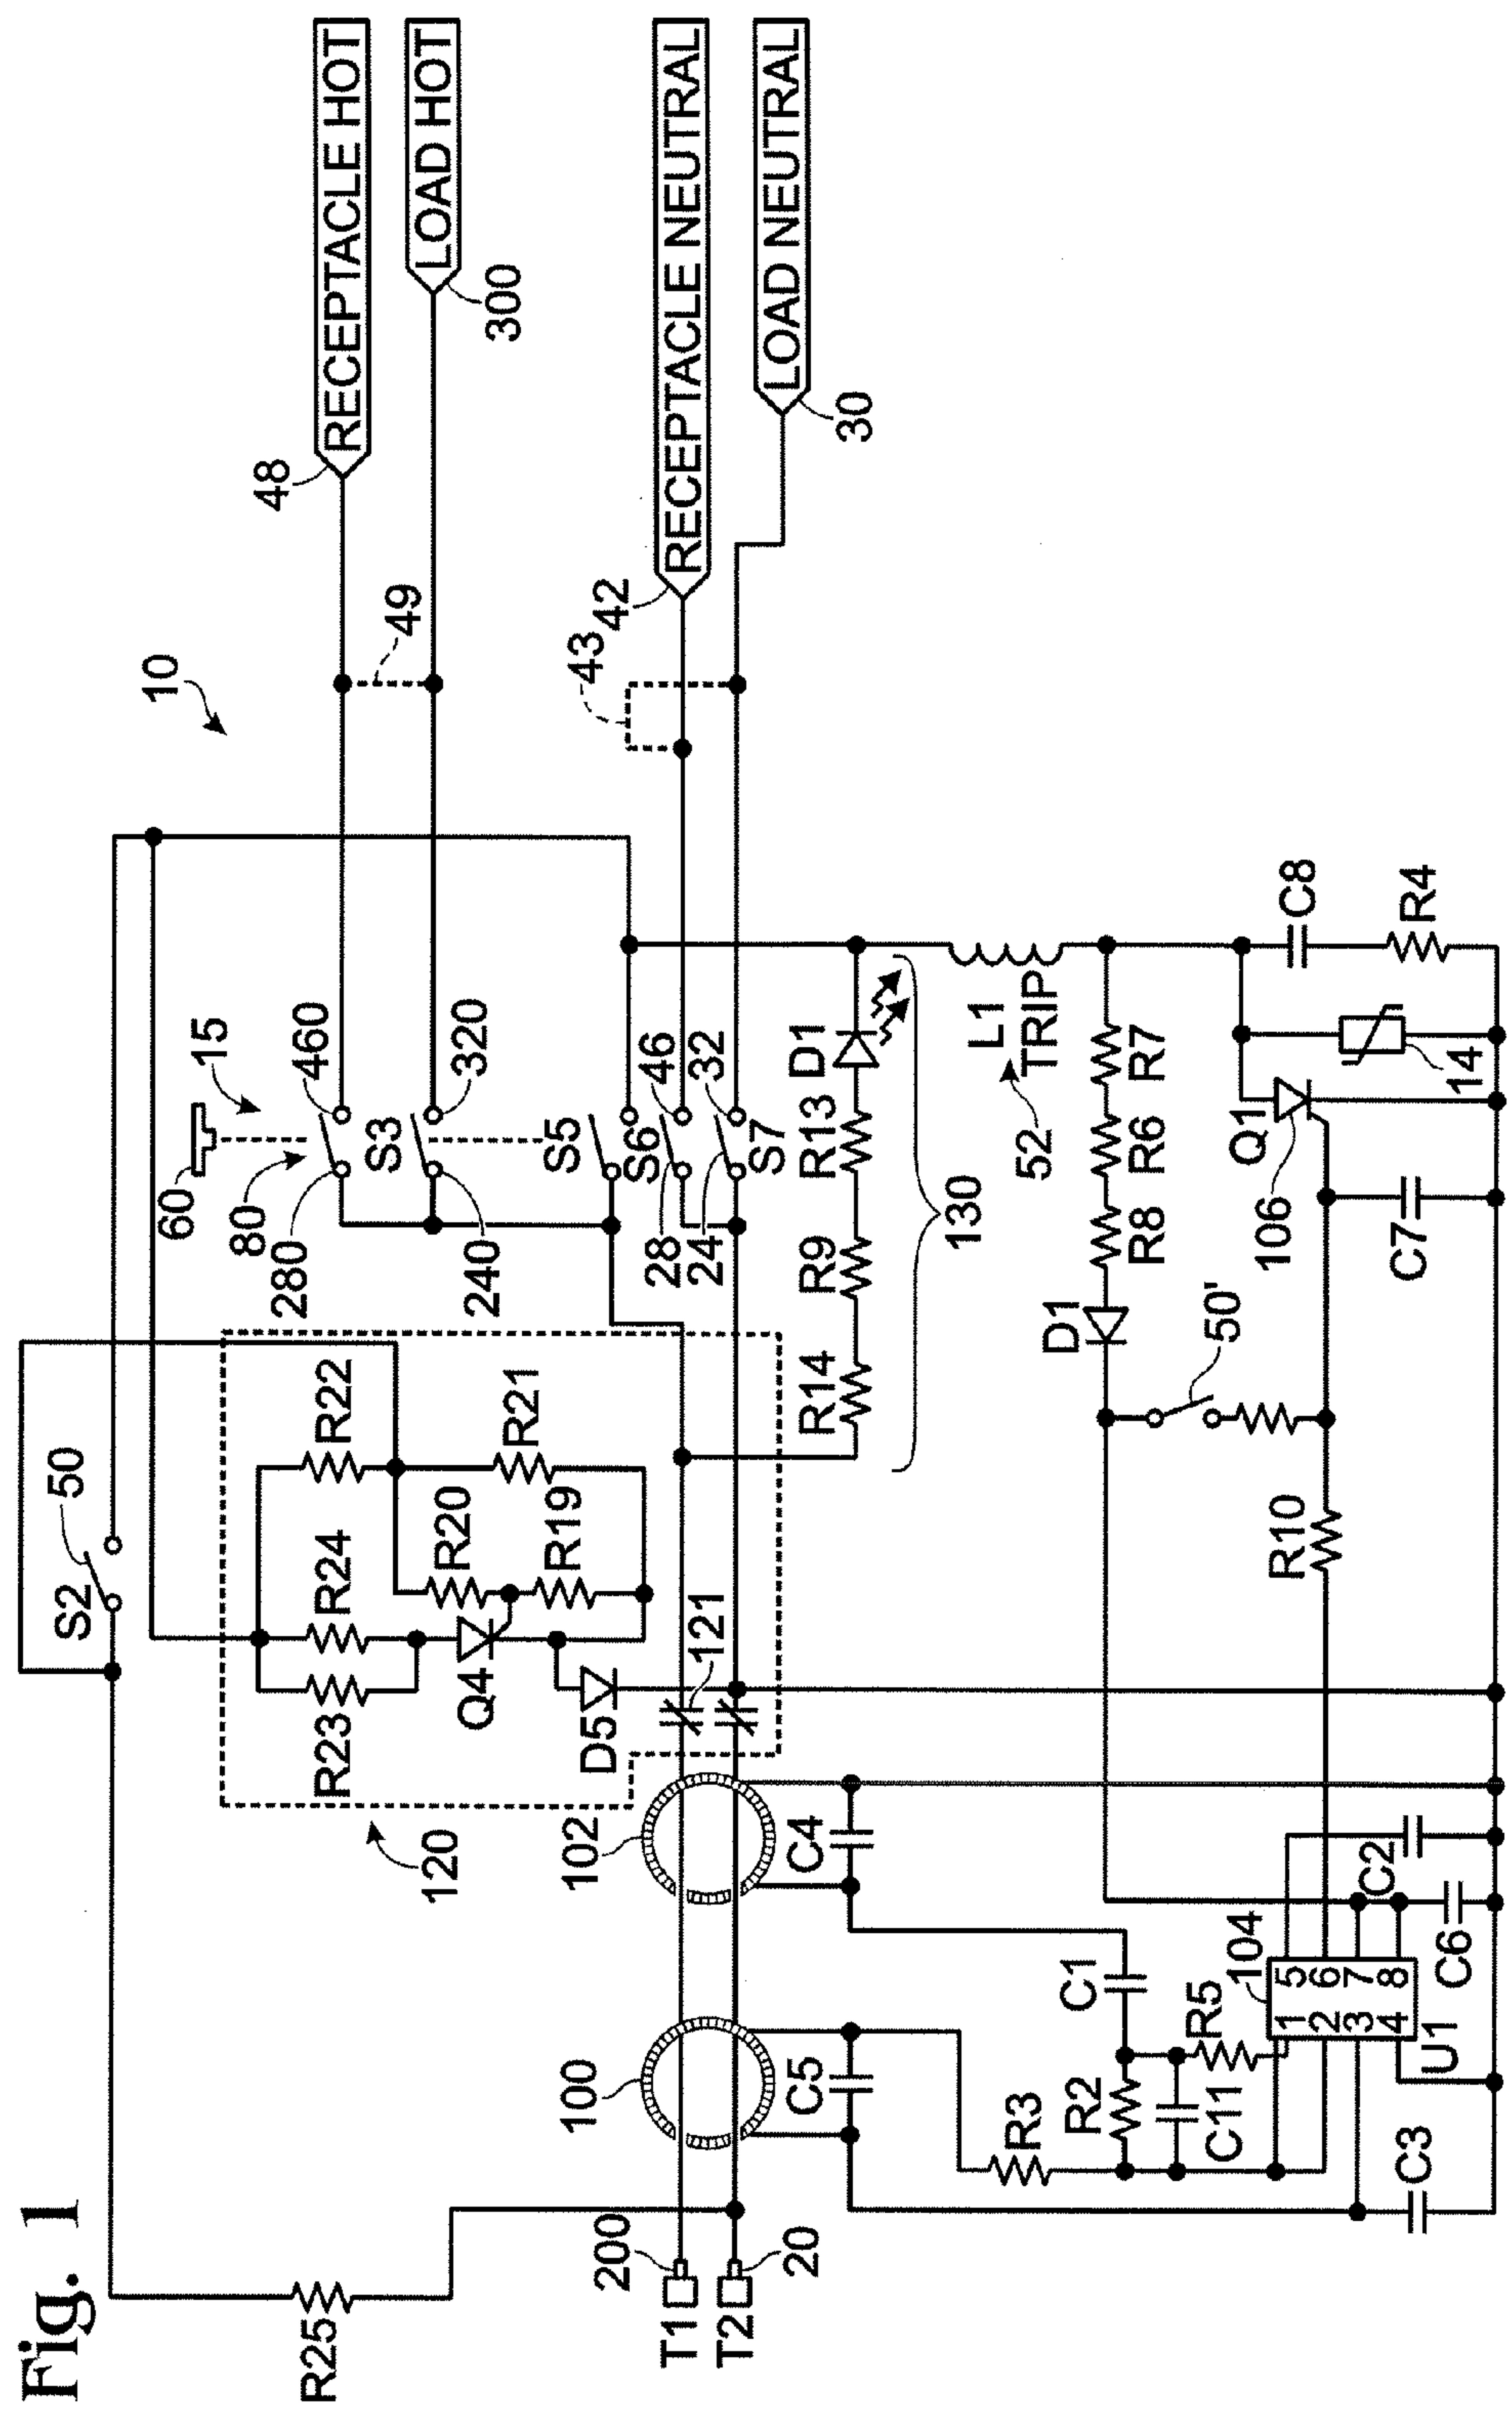 Fig. 1
10
RECEPTACLE HOT
48
LOAD HOT
300
49
RECEPTACLE NEUTRAL
42
43
LOAD NEUTRAL
30
S2
50
60
15
80
460
280
S3
320
240
S5
S6
46
28
32
24
S7
R25
R22
R24
R23
R21
R20
R19
Q4
D5
121
120
102
100
T1
200
T2
20
R14
R9
R13
D1
130
L1
TRIP
52
D1
R8
R6
R7
50'
Q1
106
14
C8
R4
C7
R10
C4
C5
C1
R2
C11
R5
R3
104
1
2
3
4
5
6
7
8
U1
C2
C6
C3